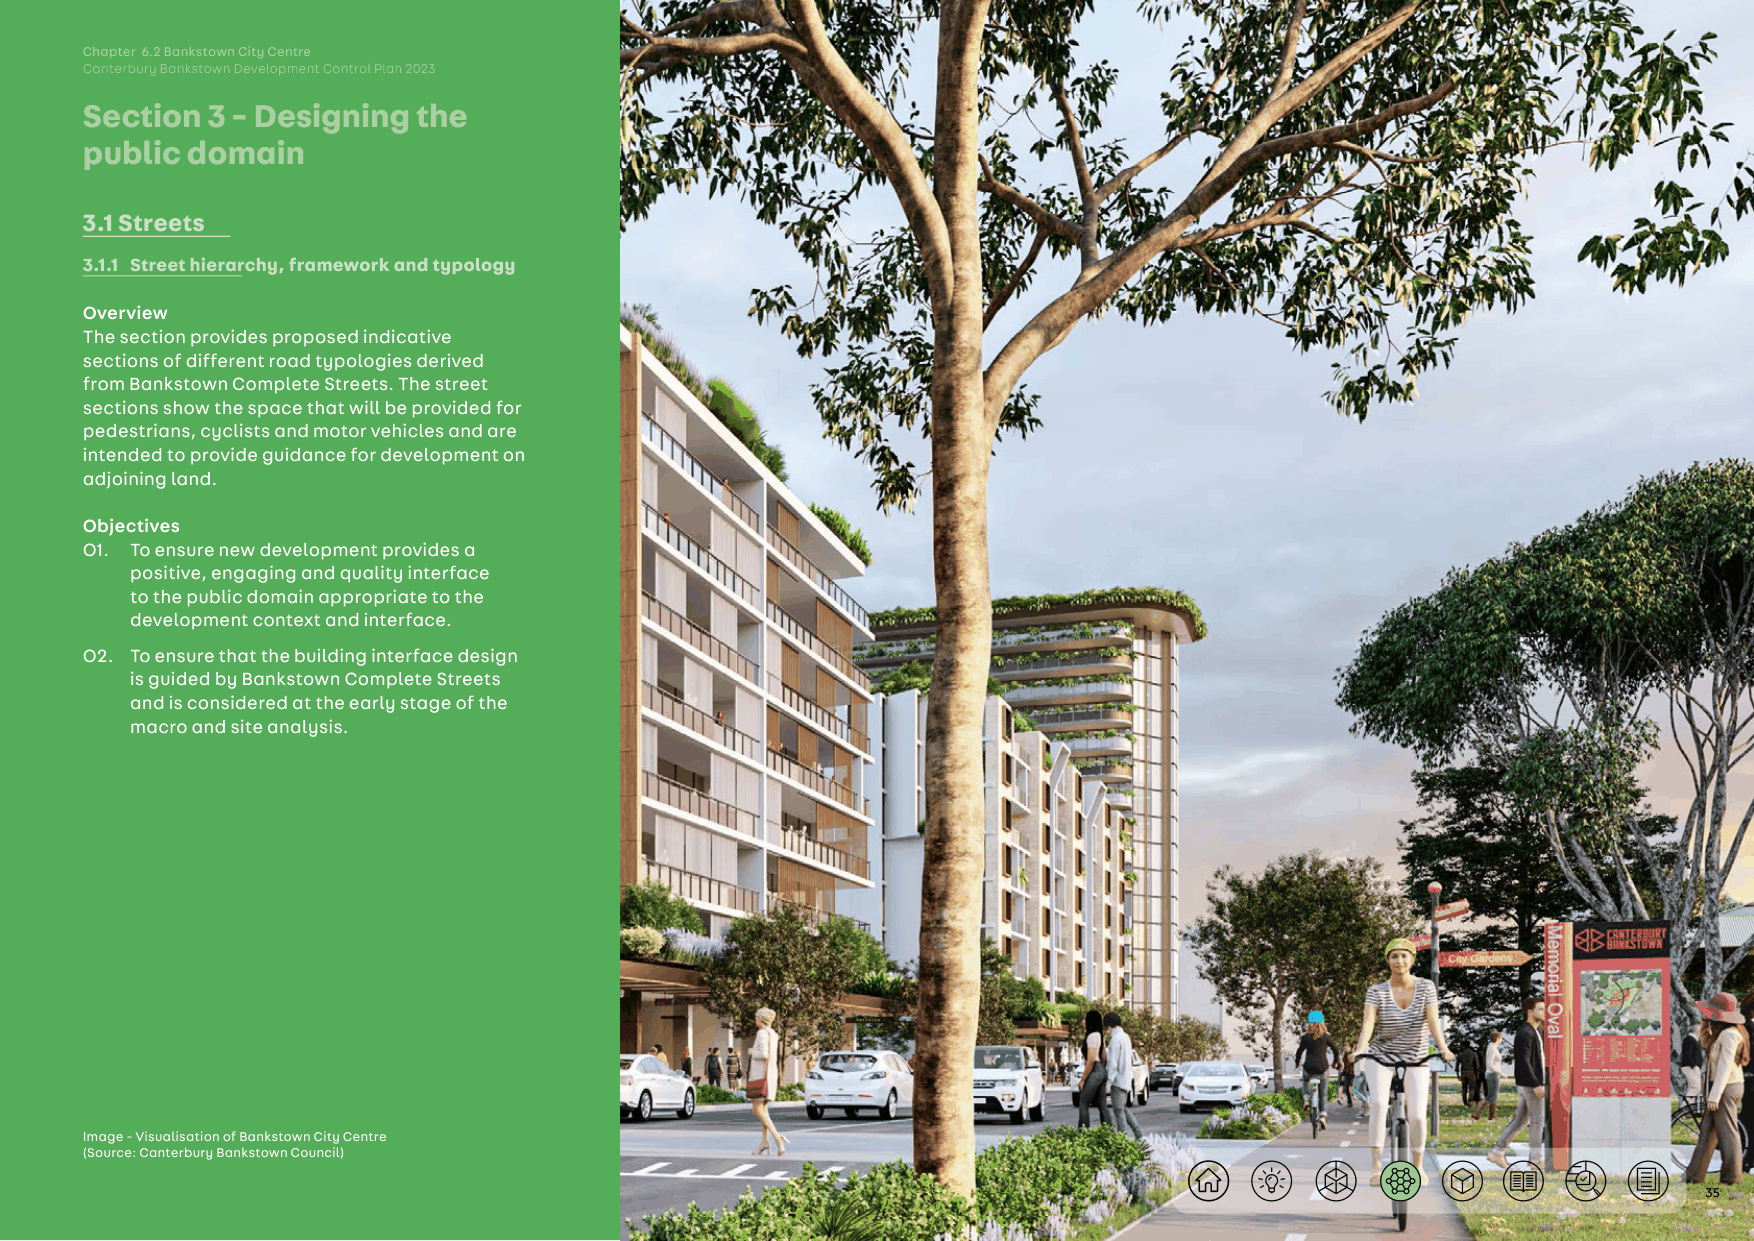 Chapter 6.2 Bankstown City Centre
Canterbury Bankstown Development Control Plan 2023
Section 3 – Designing the
public domain
3.1 Streets
3.1.1 Street hierarchy, framework and typology
Overview
The section provides proposed indicative
sections of different road typologies derived
from Bankstown Complete Streets. The street
sections show the space that will be provided for
pedestrians, cyclists and motor vehicles and are
intended to provide guidance for development on
adjoining land.
Objectives
O1. To ensure new development provides a
positive, engaging and quality interface
to the public domain appropriate to the
development context and interface.
O2. To ensure that the building interface design
is guided by Bankstown Complete Streets
and is considered at the early stage of the
macro and site analysis.
Image - Visualisation of Bankstown City Centre
(Source: Canterbury Bankstown Council)
City Gardens
Memorial Oval
CANTERBURY
BANKSTOWN
35